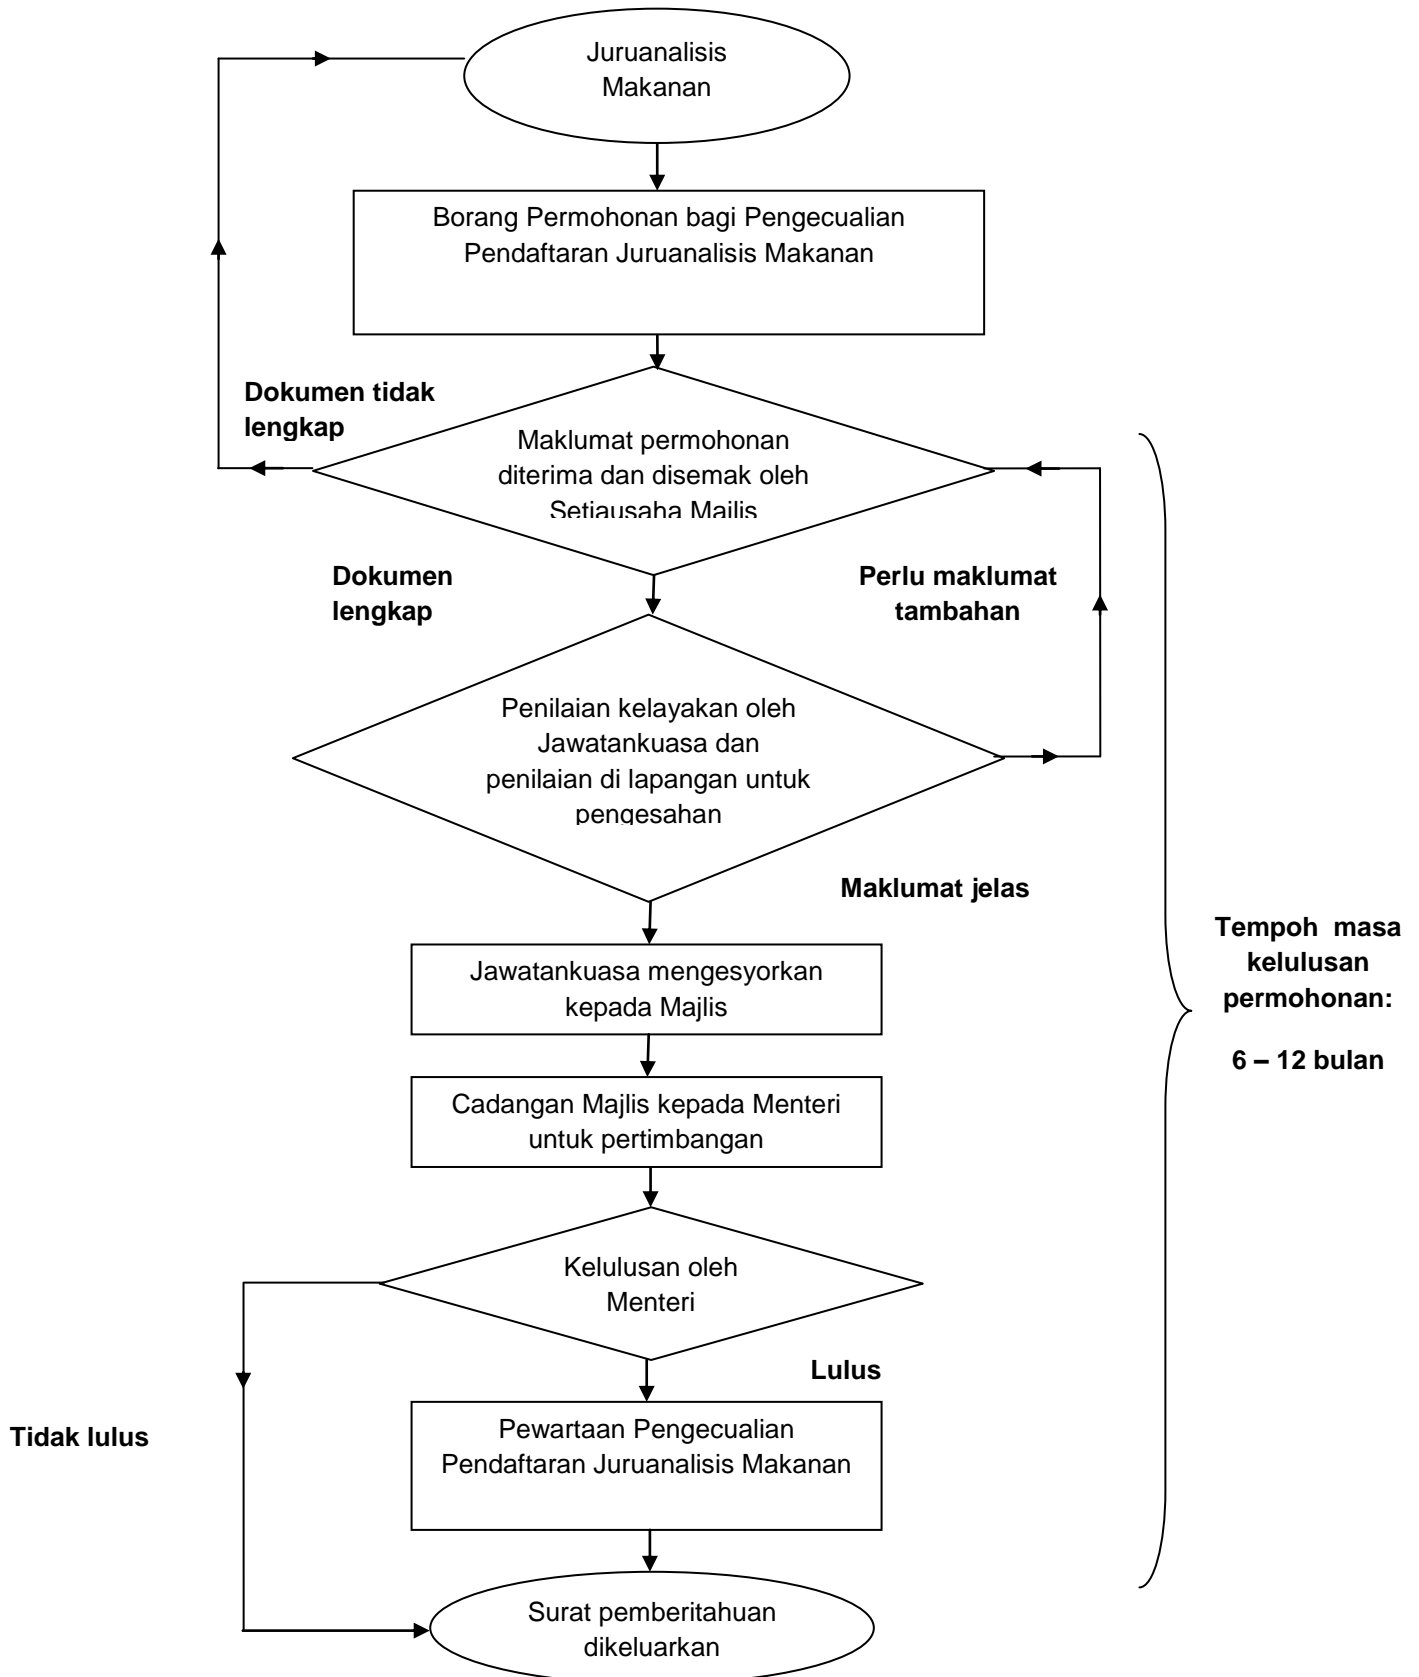 Juruanalisis
Makanan
Borang Permohonan bagi Pengecualian
Pendaftaran Juruanalisis Makanan
Dokumen tidak
lengkap
Maklumat permohonan
diterima dan disemak oleh
Setiausaha Majlis
Dokumen
lengkap
Perlu maklumat
tambahan
Penilaian kelayakan oleh
Jawatankuasa dan
penilaian di lapangan untuk
pengesahan
Maklumat jelas
Jawatankuasa mengesyorkan
kepada Majlis
Tempoh masa
kelulusan
permohonan:
6 – 12 bulan
Cadangan Majlis kepada Menteri
untuk pertimbangan
Kelulusan oleh
Menteri
Lulus
Tidak lulus
Pewartaan Pengecualian
Pendaftaran Juruanalisis Makanan
Surat pemberitahuan
dikeluarkan